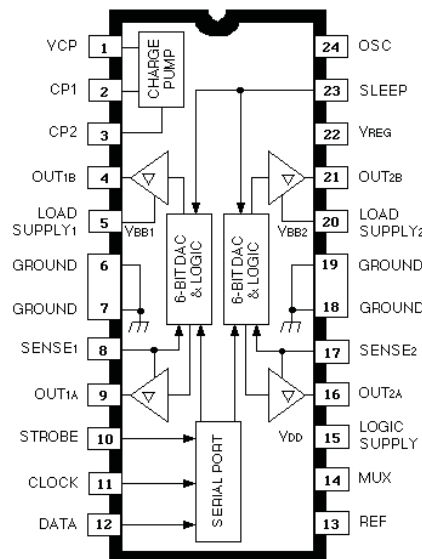 VCP 1
CP1 2
CP2 3
OUT1B 4
LOAD
SUPPLY1 5
GROUND 6
GROUND 7
SENSE1 8
OUT1A 9
STROBE 10
CLOCK 11
DATA 12
CHARGE
PUMP
VBB1
6-BIT DAC
& LOGIC
6-BIT DAC
& LOGIC
VBB2
VDD
SERIAL PORT
24 OSC
23 SLEEP
22 VREG
21 OUT2B
20 LOAD
SUPPLY2
19 GROUND
18 GROUND
17 SENSE2
16 OUT2A
15 LOGIC
SUPPLY
14 MUX
13 REF